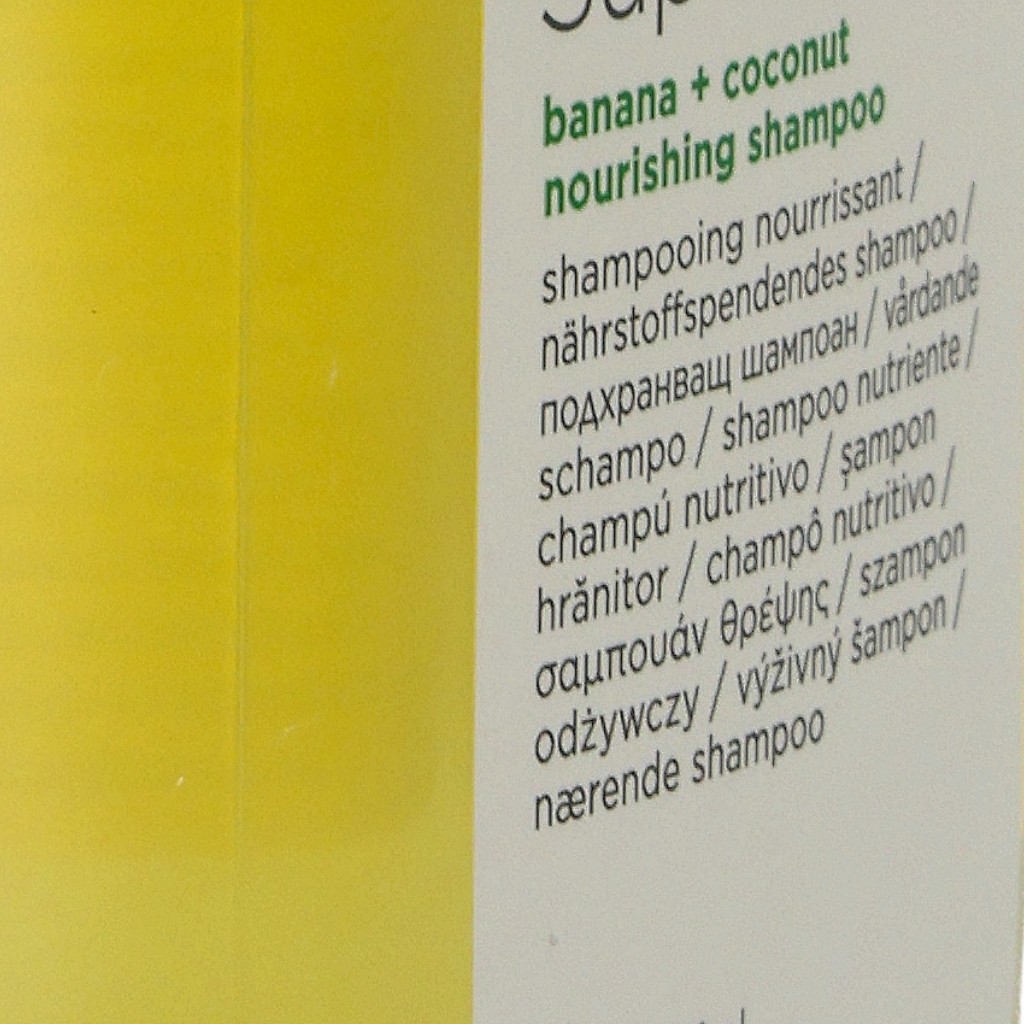 banana + coconut
nourishing shampoo
shampooing nourrissant /
nährstoffspendendes shampoo /
подхранващ шампоан / vårdande
schampo / shampoo nutriente /
champú nutritivo / șampon
hrănitor / champô nutritivo /
σαμπουάν θρέψης / szampon
odżywczy / výživný šampon /
nærende shampoo